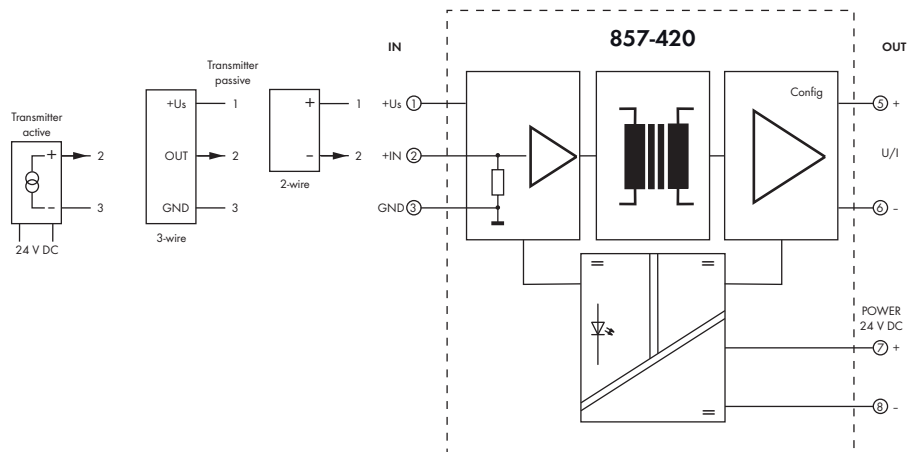 857-420
IN
OUT
Transmitter
passive
Transmitter
active
+ 2
- 3
24 V DC
+Us 1
OUT 2
GND 3
3-wire
+ 1
- 2
2-wire
+Us 1
+IN 2
GND 3
Config
5 +
U/I
6 -
POWER
24 V DC
7 +
8 -